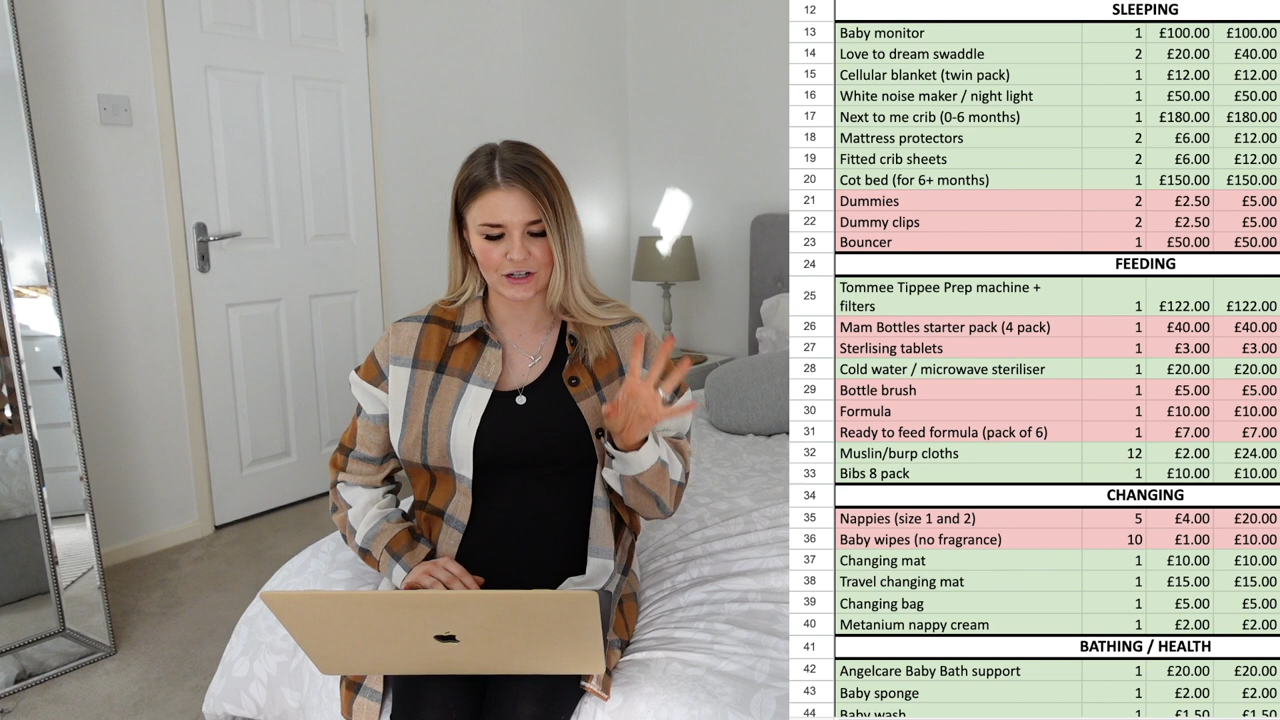 12 SLEEPING
13 Baby monitor 1 £100.00 £100.00
14 Love to dream swaddle 2 £20.00 £40.00
15 Cellular blanket (twin pack) 1 £12.00 £12.00
16 White noise maker / night light 1 £50.00 £50.00
17 Next to me crib (0-6 months) 1 £180.00 £180.00
18 Mattress protectors 2 £6.00 £12.00
19 Fitted crib sheets 2 £6.00 £12.00
20 Cot bed (for 6+ months) 1 £150.00 £150.00
21 Dummies 2 £2.50 £5.00
22 Dummy clips 2 £2.50 £5.00
23 Bouncer 1 £50.00 £50.00
24 FEEDING
Tommee Tippee Prep machine +
25 filters 1 £122.00 £122.00
26 Mam Bottles starter pack (4 pack) 1 £40.00 £40.00
27 Sterlising tablets 1 £3.00 £3.00
28 Cold water / microwave steriliser 1 £20.00 £20.00
29 Bottle brush 1 £5.00 £5.00
30 Formula 1 £10.00 £10.00
31 Ready to feed formula (pack of 6) 1 £7.00 £7.00
32 Muslin/burp cloths 12 £2.00 £24.00
33 Bibs 8 pack 1 £10.00 £10.00
34 CHANGING
35 Nappies (size 1 and 2) 5 £4.00 £20.00
36 Baby wipes (no fragrance) 10 £1.00 £10.00
37 Changing mat 1 £10.00 £10.00
38 Travel changing mat 1 £15.00 £15.00
39 Changing bag 1 £5.00 £5.00
40 Metanium nappy cream 1 £2.00 £2.00
41 BATHING / HEALTH
42 Angelcare Baby Bath support 1 £20.00 £20.00
43 Baby sponge 1 £2.00 £2.00
44 Baby wash 1 £1.50 £1.50